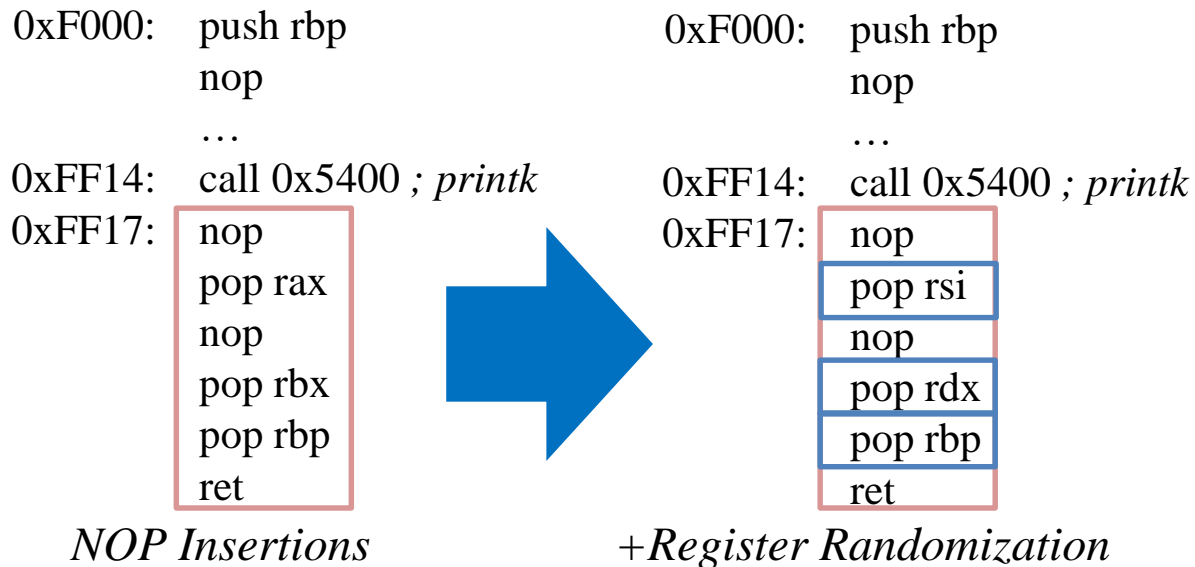 0xF000: push rbp
nop
…
0xFF14: call 0x5400 ; printk
0xFF17: nop
pop rax
nop
pop rbx
pop rbp
ret
NOP Insertions
0xF000: push rbp
nop
…
0xFF14: call 0x5400 ; printk
0xFF17: nop
pop rsi
nop
pop rdx
pop rbp
ret
+Register Randomization